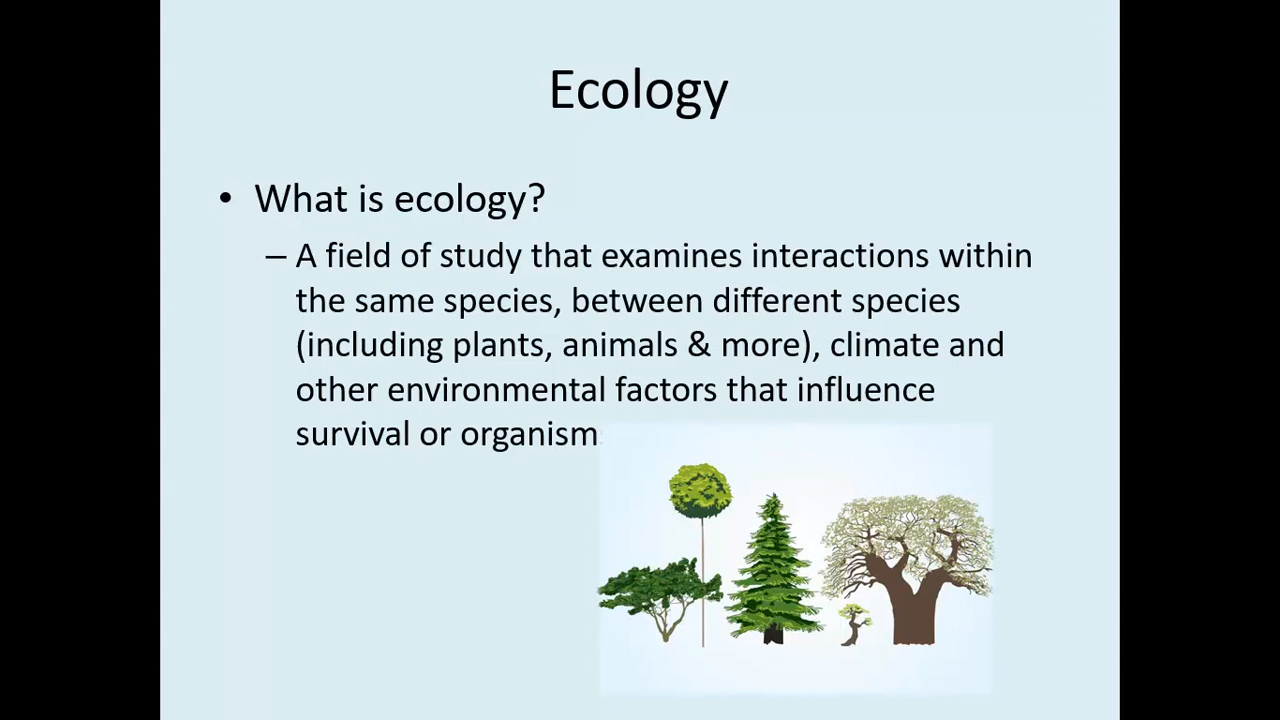 Ecology
• What is ecology?
– A field of study that examines interactions within
the same species, between different species
(including plants, animals & more), climate and
other environmental factors that influence
survival or organism